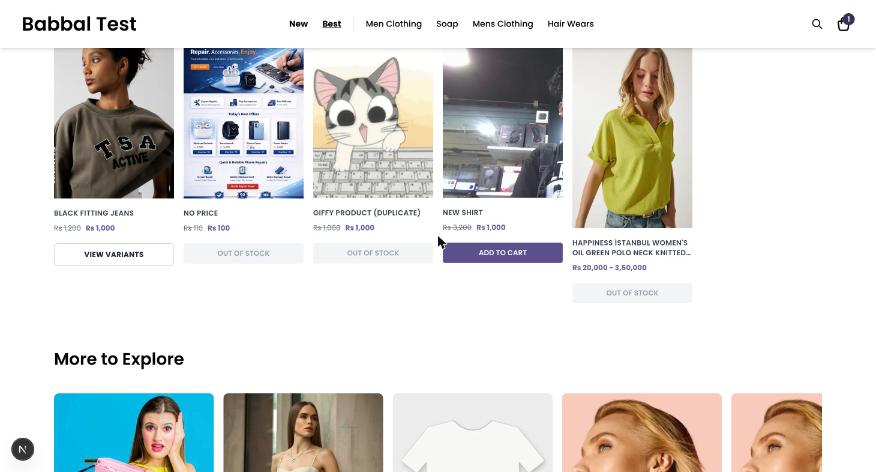 Babbal Test
New Best Men Clothing Soap Mens Clothing Hair Wears
1
TSA
ACTIVE
Repair. Accessories. Enjoy.
BLACK FITTING JEANS
Rs 1,200 Rs 1,000
VIEW VARIANTS
NO PRICE
Rs 110 Rs 100
OUT OF STOCK
GIFFY PRODUCT (DUPLICATE)
Rs 1,000 Rs 1,000
OUT OF STOCK
NEW SHIRT
Rs 3,200 Rs 1,000
ADD TO CART
HAPPINESS İSTANBUL WOMEN'S
OIL GREEN POLO NECK KNITTED...
Rs 20,000 - 3,50,000
OUT OF STOCK
More to Explore
N